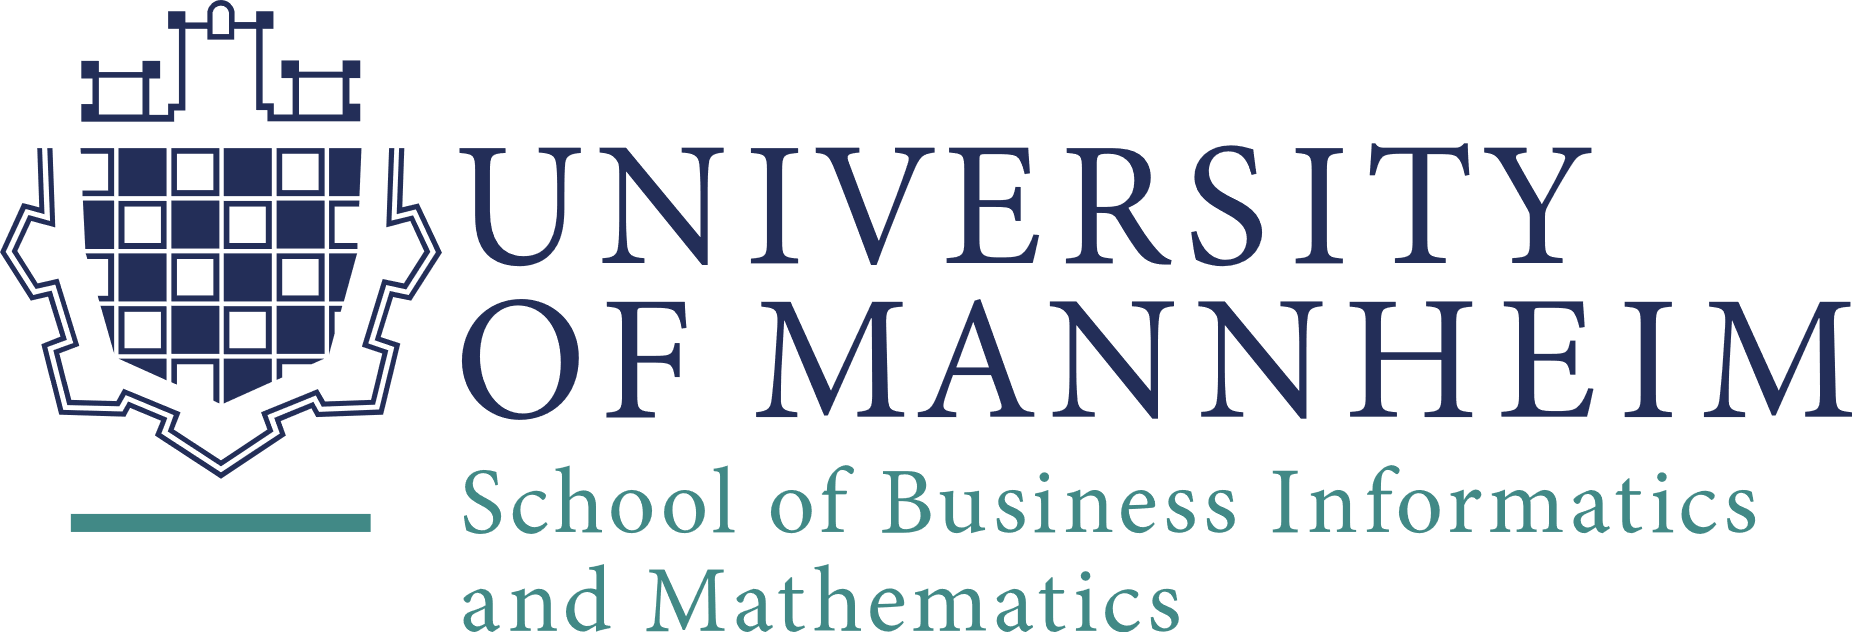 UNIVERSITY
OF MANNHEIM
School of Business Informatics
and Mathematics